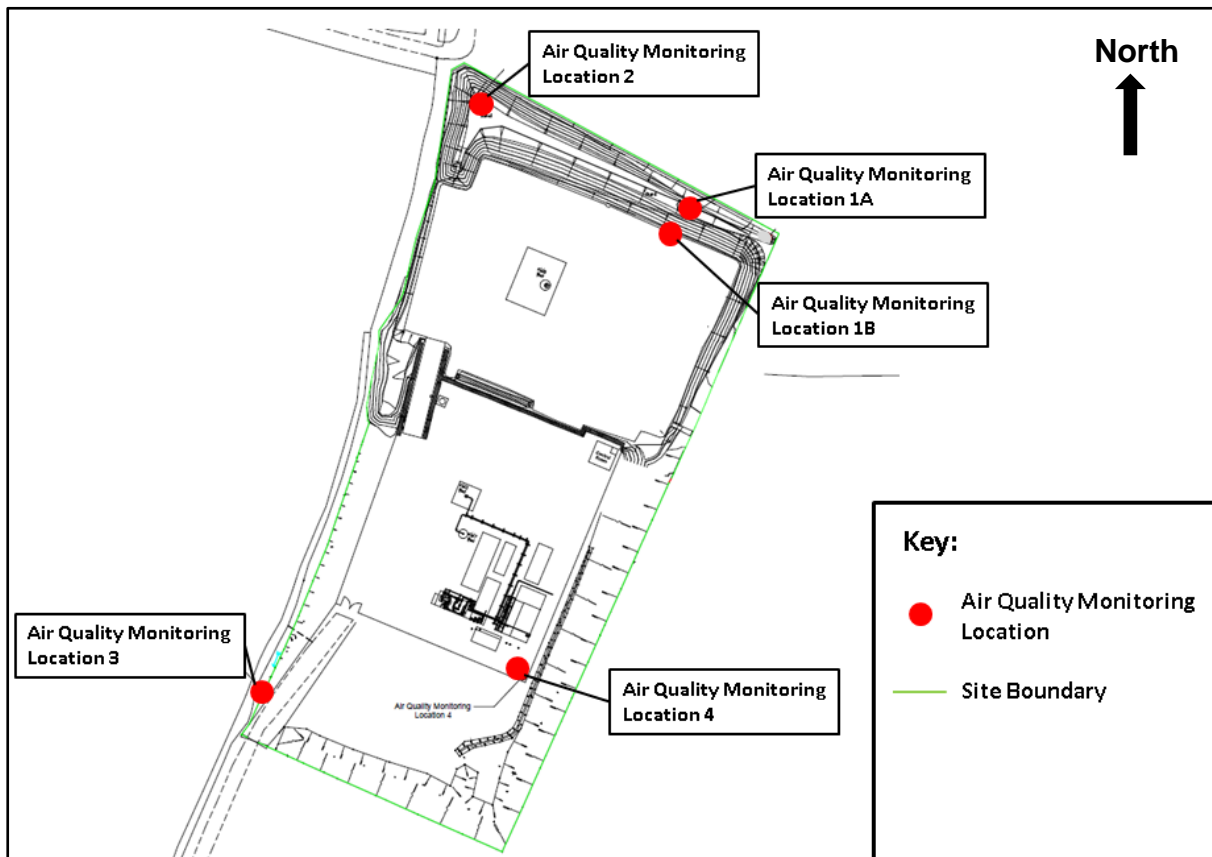 Air Quality Monitoring
Location 2
North
Air Quality Monitoring
Location 1A
Air Quality Monitoring
Location 1B
Control
Room
Key:
Air Quality Monitoring
Location
Site Boundary
Air Quality Monitoring
Location 3
Air Quality Monitoring
Location 4
Air Quality Monitoring
Location 4